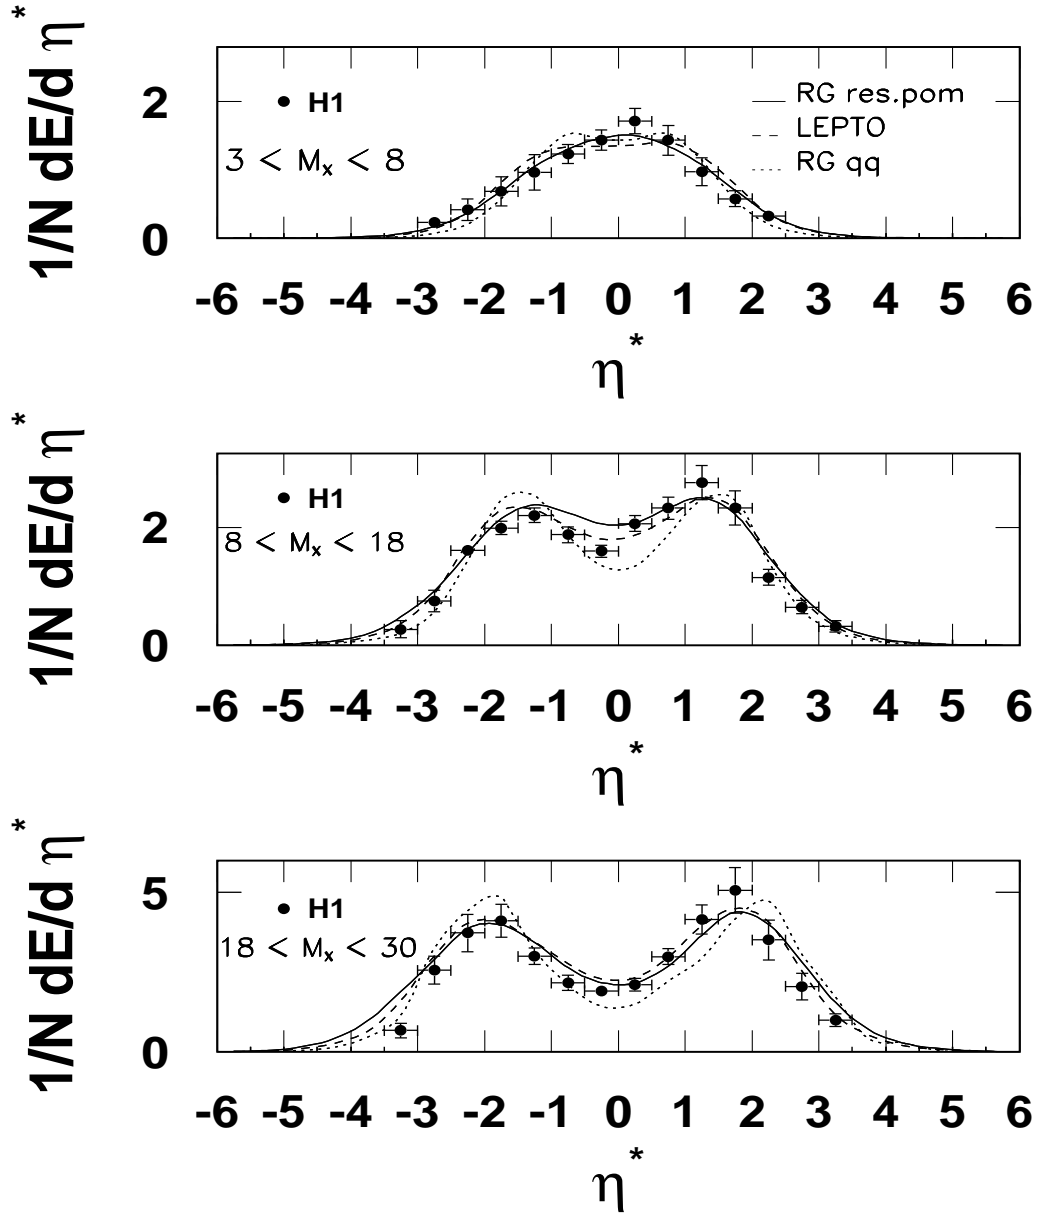 1/N dE/d η*
2
0
H1
3 < Mx < 8
RG res.pom
LEPTO
RG qq
-6 -5 -4 -3 -2 -1 0 1 2 3 4 5 6
η*
1/N dE/d η*
2
0
H1
8 < Mx < 18
-6 -5 -4 -3 -2 -1 0 1 2 3 4 5 6
η*
1/N dE/d η*
5
0
H1
18 < Mx < 30
-6 -5 -4 -3 -2 -1 0 1 2 3 4 5 6
η*